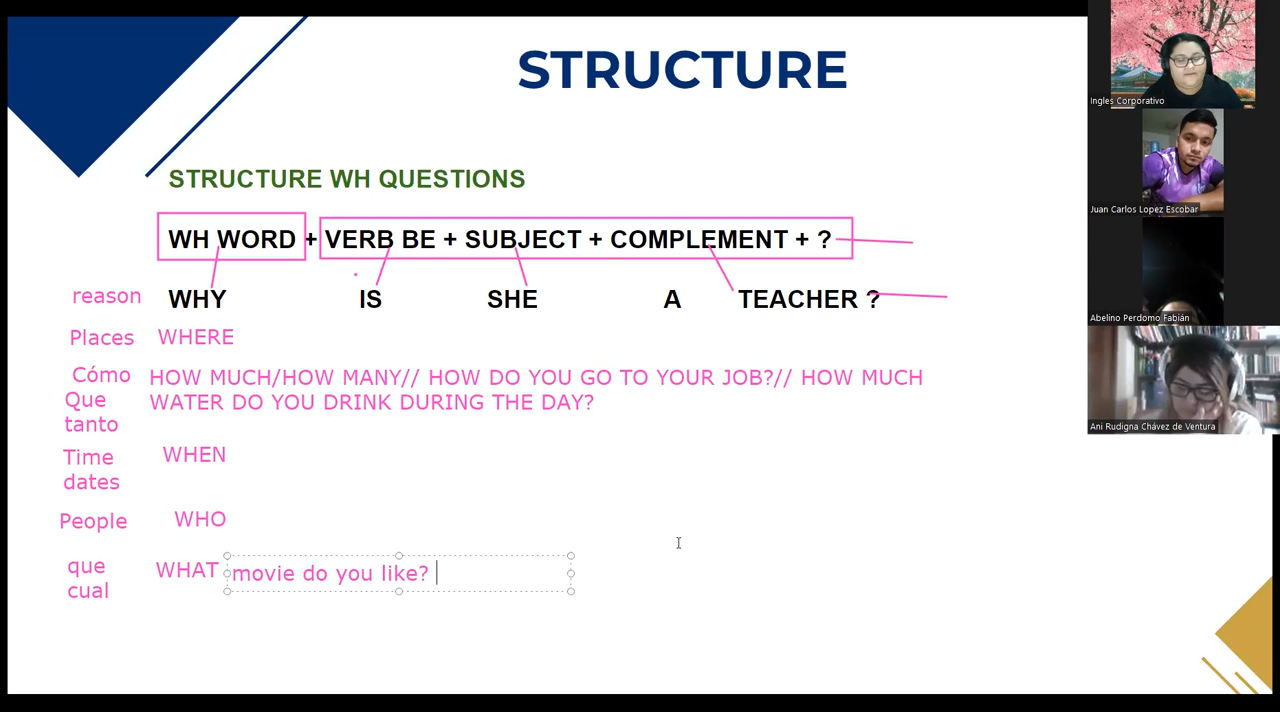 STRUCTURE
STRUCTURE WH QUESTIONS
WH WORD + VERB BE + SUBJECT + COMPLEMENT + ?
reason WHY IS SHE A TEACHER ?
Places WHERE
Cómo HOW MUCH/HOW MANY// HOW DO YOU GO TO YOUR JOB?// HOW MUCH
Que WATER DO YOU DRINK DURING THE DAY?
tanto
Time WHEN
dates
People WHO
que WHAT movie do you like?
cual
Ingles Corporativo
Juan Carlos Lopez Escobar
Abelino Perdomo Fabián
Ani Rudigna Chávez de Ventura